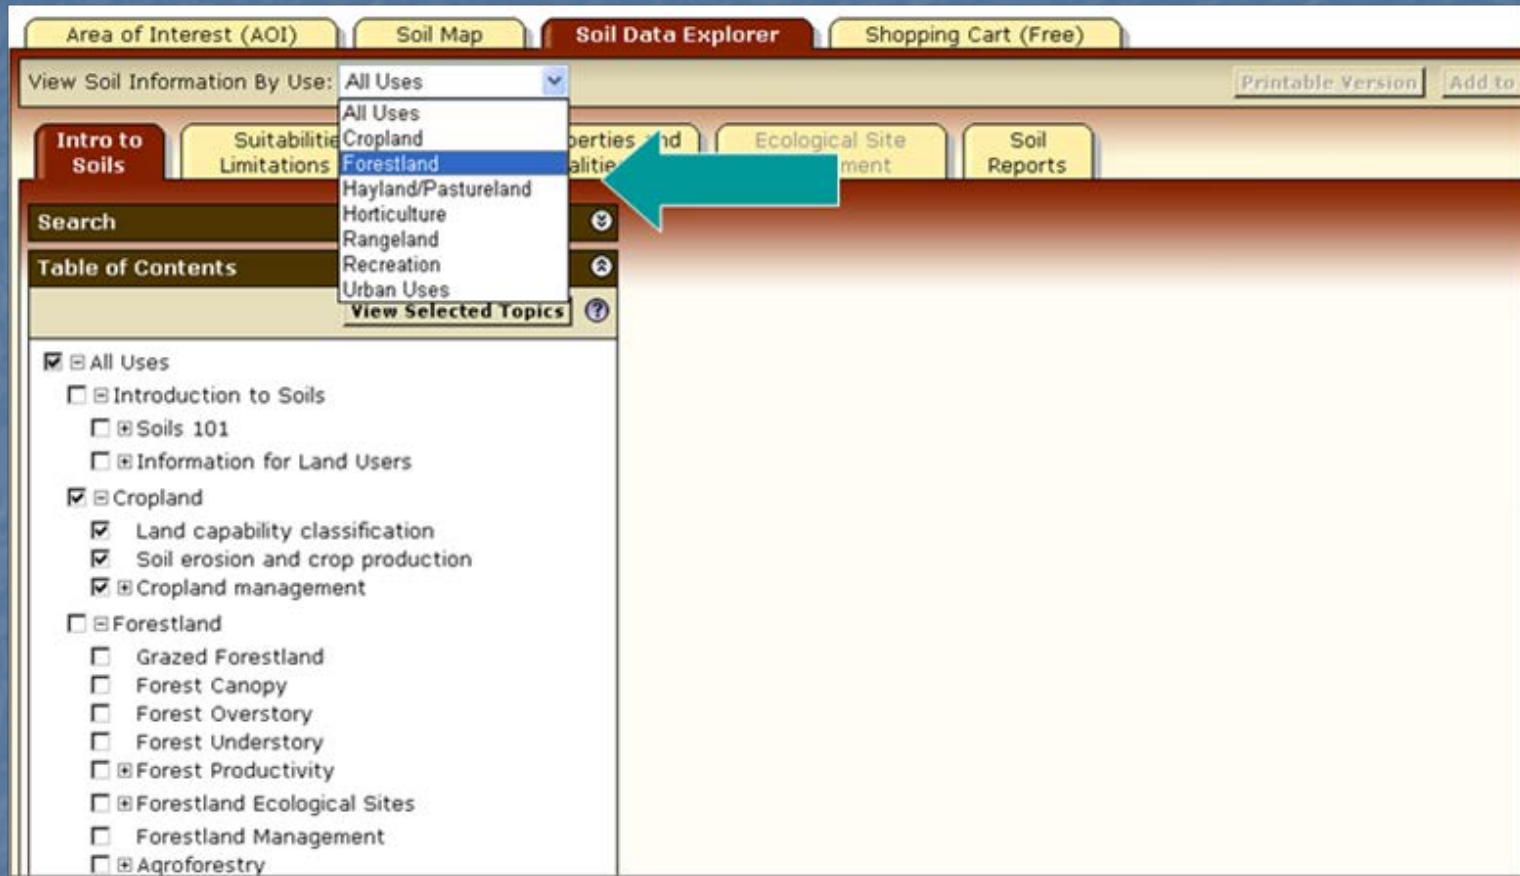 Area of Interest (AOI) Soil Map Soil Data Explorer Shopping Cart (Free)
View Soil Information By Use: All Uses Printable Version Add to
All Uses
Cropland
Forestland
Hayland/Pastureland
Horticulture
Rangeland
Recreation
Urban Uses
Intro to Soils
Limitations
and
Ecological Site
Soil Reports
Search
Table of Contents
View Selected Topics
All Uses
Introduction to Soils
Soils 101
Information for Land Users
Cropland
Land capability classification
Soil erosion and crop production
Cropland management
Forestland
Grazed Forestland
Forest Canopy
Forest Overstory
Forest Understory
Forest Productivity
Forestland Ecological Sites
Forestland Management
Agroforestry